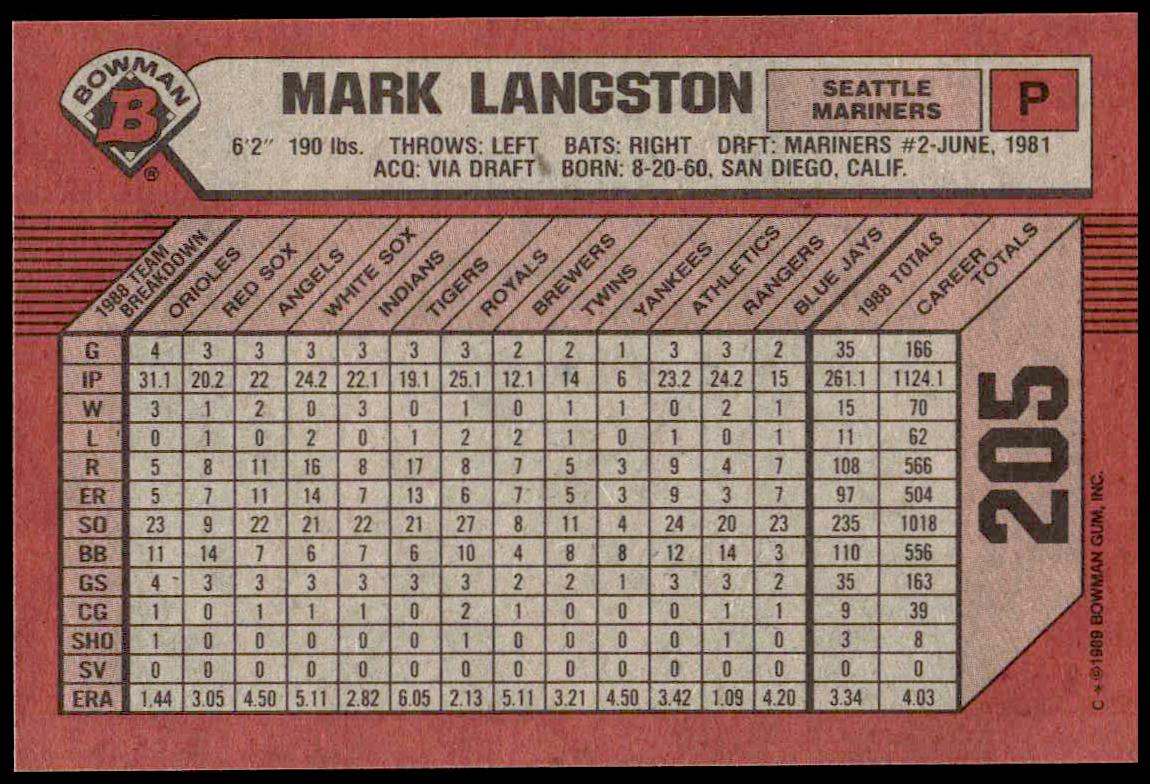 BOWMAN
B
®
MARK LANGSTON
SEATTLE
MARINERS
P
6'2" 190 lbs. THROWS: LEFT BATS: RIGHT DRFT: MARINERS #2-JUNE, 1981
ACQ: VIA DRAFT BORN: 8-20-60, SAN DIEGO, CALIF.
1988 TEAM BREAKDOWN ORIOLES RED SOX ANGELS WHITE SOX INDIANS TIGERS ROYALS BREWERS TWINS YANKEES ATHLETICS RANGERS BLUE JAYS 1988 TOTALS CAREER TOTALS
G 4 3 3 3 3 3 3 2 2 1 3 3 2 35 166
IP 31.1 20.2 22 24.2 22.1 19.1 25.1 12.1 14 6 23.2 24.2 15 261.1 1124.1
W 3 1 2 0 3 0 1 0 1 1 0 2 1 15 70
L 0 1 0 2 0 1 2 2 1 0 1 0 1 11 62
R 5 8 11 16 8 17 8 7 5 3 9 4 7 108 566
ER 5 7 11 14 7 13 6 7 5 3 9 3 7 97 504
SO 23 9 22 21 22 21 27 8 11 4 24 20 23 235 1018
BB 11 14 7 6 7 6 10 4 8 8 12 14 3 110 556
GS 4 3 3 3 3 3 3 2 2 1 3 3 2 35 163
CG 1 0 1 1 1 0 2 1 0 0 0 1 1 9 39
SHO 1 0 0 0 0 0 1 0 0 0 0 1 0 3 8
SV 0 0 0 0 0 0 0 0 0 0 0 0 0 0 0
ERA 1.44 3.05 4.50 5.11 2.82 6.05 2.13 5.11 3.21 4.50 3.42 1.09 4.20 3.34 4.03
205
C * ©1989 BOWMAN GUM, INC.